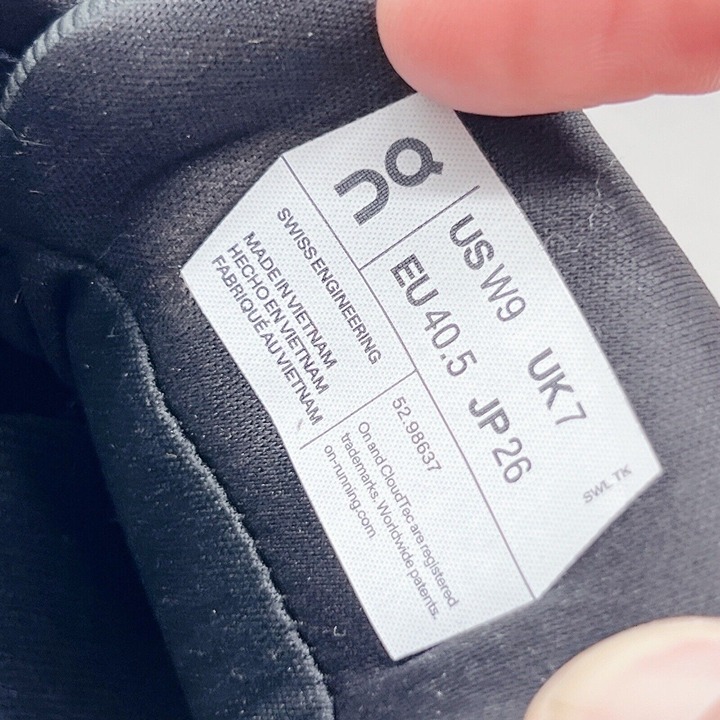 On
US W9 UK 7
EU 40.5 JP 26
SWISS ENGINEERING
MADE IN VIETNAM
HECHO EN VIETNAM
FABRIQUÉ AU VIETNAM
52.98637
On and CloudTec are registered
trademarks. Worldwide patents.
on-running.com
SWL TK